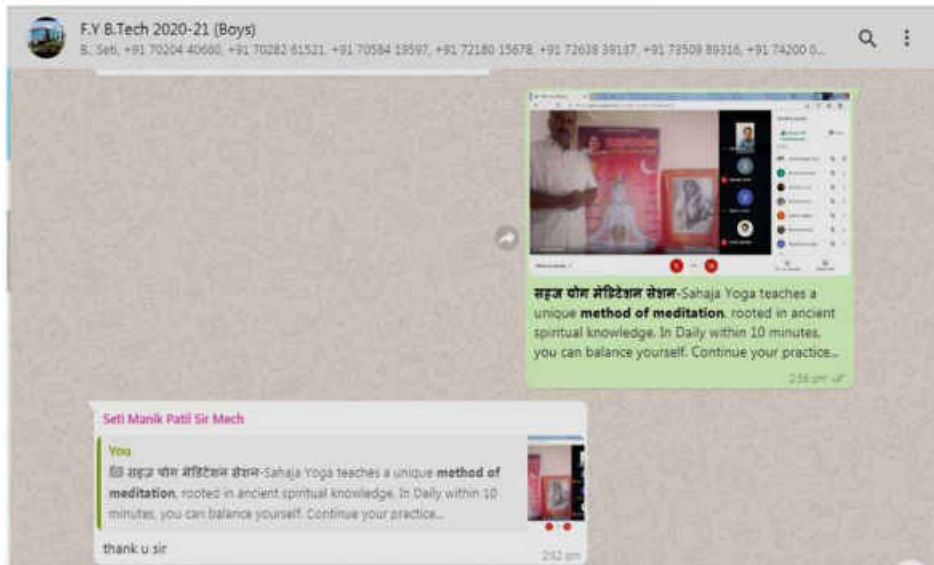 F.Y B.Tech 2020-21 (Boys)
B. Seti, +91 70204 40660, +91 70282 61521, +91 70584 19597, +91 72180 15678, +91 72638 39137, +91 73509 89316, +91 74200 0...
सहज योग मेडिटेशन सेशन-Sahaja Yoga teaches a
unique method of meditation, rooted in ancient
spiritual knowledge. In Daily within 10 minutes,
you can balance yourself. Continue your practice...
2:56 pm
Seti Manik Patil Sir Mech
You
सहज योग मेडिटेशन सेशन-Sahaja Yoga teaches a unique method of
meditation, rooted in ancient spiritual knowledge. In Daily within 10
minutes, you can balance yourself. Continue your practice...
thank u sir
2:52 pm